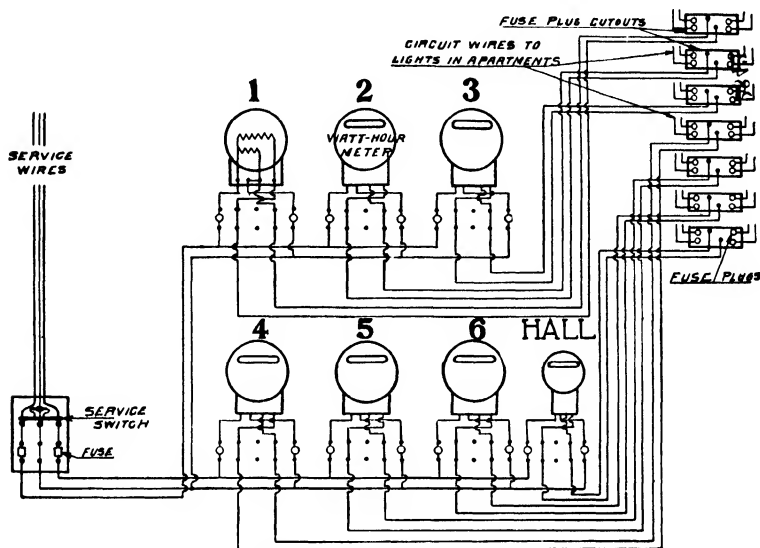 FUSE PLUG CUTOUTS
CIRCUIT WIRES TO
LIGHTS IN APARTMENTS
1
2
3
WATT-HOUR
METER
SERVICE
WIRES
FUSE PLUGS
4
5
6
HALL
SERVICE
SWITCH
FUSE